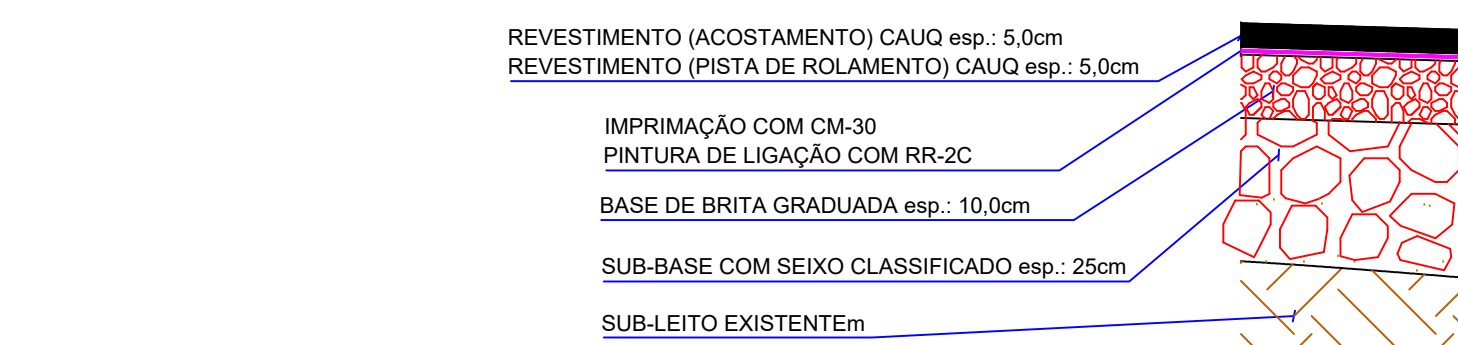 REVESTIMENTO (ACOSTAMENTO) CAUQ esp.: 5,0cm
REVESTIMENTO (PISTA DE ROLAMENTO) CAUQ esp.: 5,0cm
IMPRIMAÇÃO COM CM-30
PINTURA DE LIGAÇÃO COM RR-2C
BASE DE BRITA GRADUADA esp.: 10,0cm
SUB-BASE COM SEIXO CLASSIFICADO esp.: 25cm
SUB-LEITO EXISTENTEm